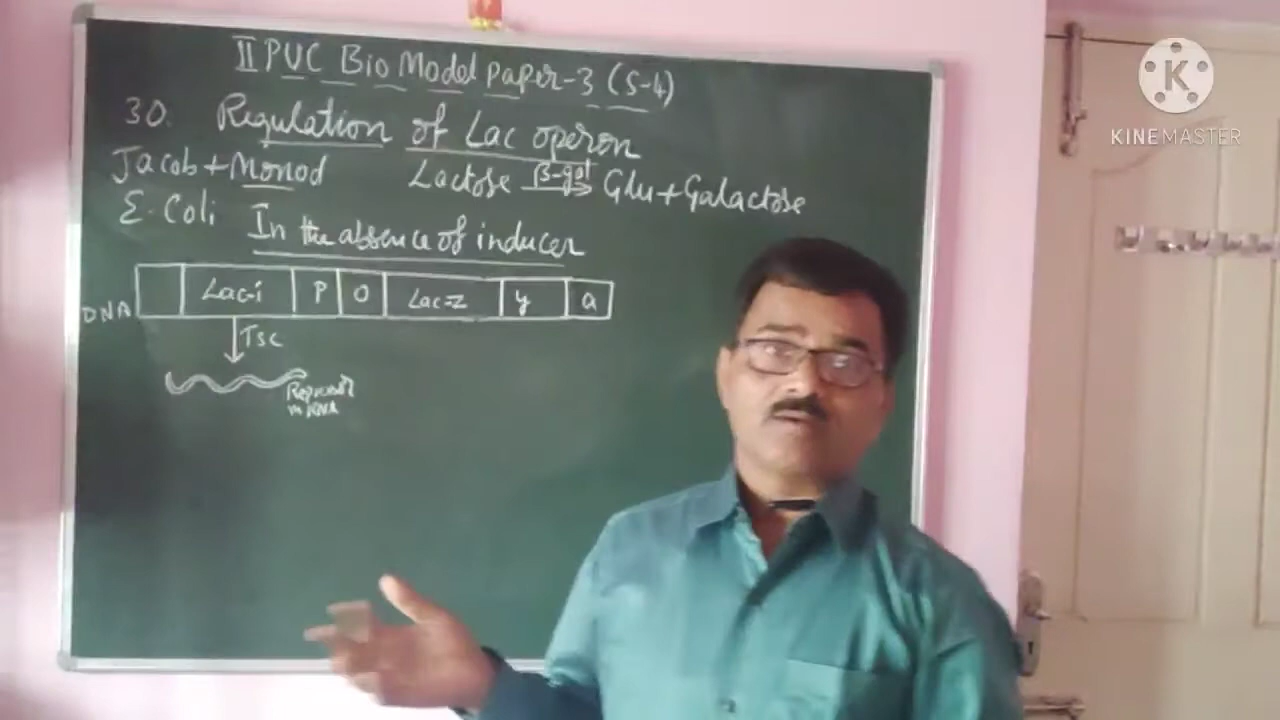 II PUC Bio Model Paper-3 (S-4)
30. Regulation of Lac operon
Jacob + Monod Lactose β-gal Glu + Galactose
E. Coli In the absence of inducer
DNA Lac-i P O Lac-z y a
Tsc
Repressor
mRNA
KINEMASTER